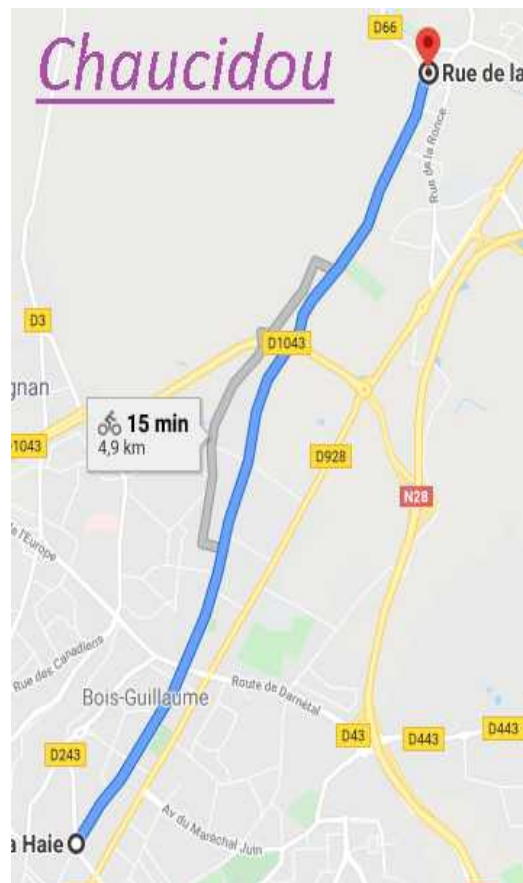 Chaucidou
D66
Rue de la
Rue de la Ronce
D3
D1043
gnan
15 min
4,9 km
1043
D928
N28
de l'Europe
Rue des Canadiens
Bois-Guillaume
Route de Darnétal
D43
D443
D443
D243
Av du Maréchal Juin
a Haie